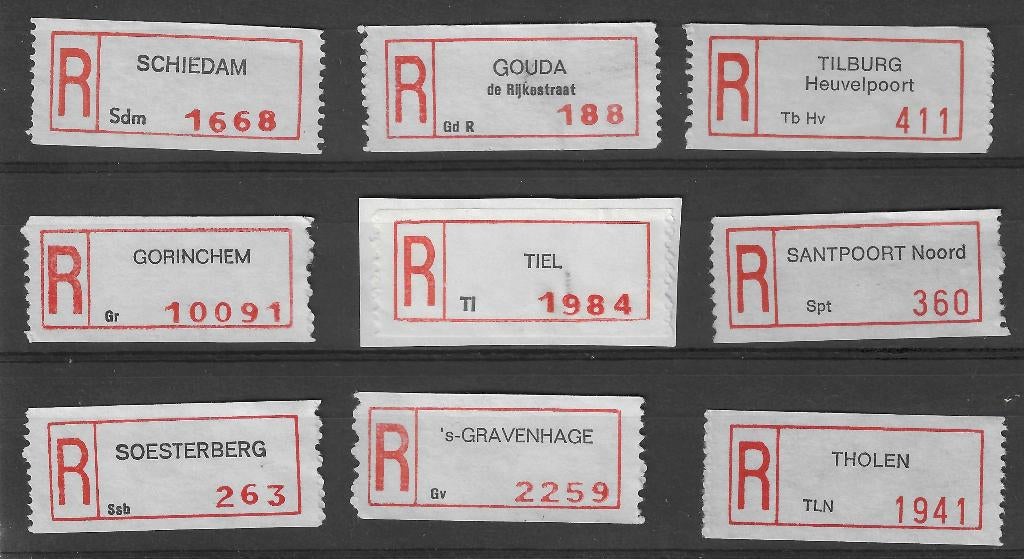 R
SCHIEDAM
Sdm 1668
R
GOUDA
de Rijkestraat
Gd R 188
R
TILBURG
Heuvelpoort
Tb Hv 411
R
GORINCHEM
Gr 10091
R
TIEL
Tl 1984
R
SANTPOORT Noord
Spt 360
R
SOESTERBERG
Ssb 263
R
's-GRAVENHAGE
Gv 2259
R
THOLEN
TLN 1941